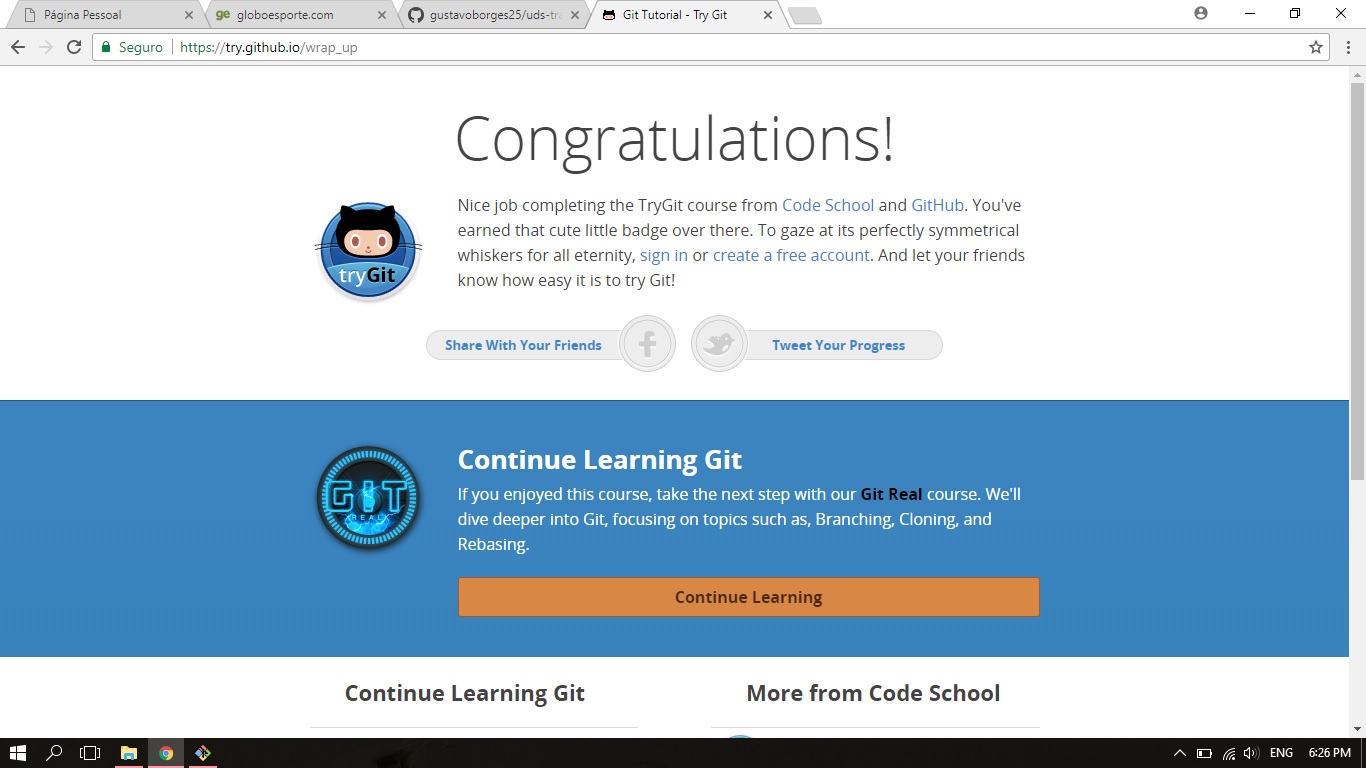 Página Pessoal
ge globoesporte.com
gustavoborges25/uds-tra
Git Tutorial - Try Git
Seguro https://try.github.io/wrap_up
Congratulations!
Nice job completing the TryGit course from Code School and GitHub. You've
earned that cute little badge over there. To gaze at its perfectly symmetrical
whiskers for all eternity, sign in or create a free account. And let your friends
know how easy it is to try Git!
tryGit
Share With Your Friends
Tweet Your Progress
GIT
REAL
Continue Learning Git
If you enjoyed this course, take the next step with our Git Real course. We'll
dive deeper into Git, focusing on topics such as, Branching, Cloning, and
Rebasing.
Continue Learning
Continue Learning Git
More from Code School
ENG
6:26 PM